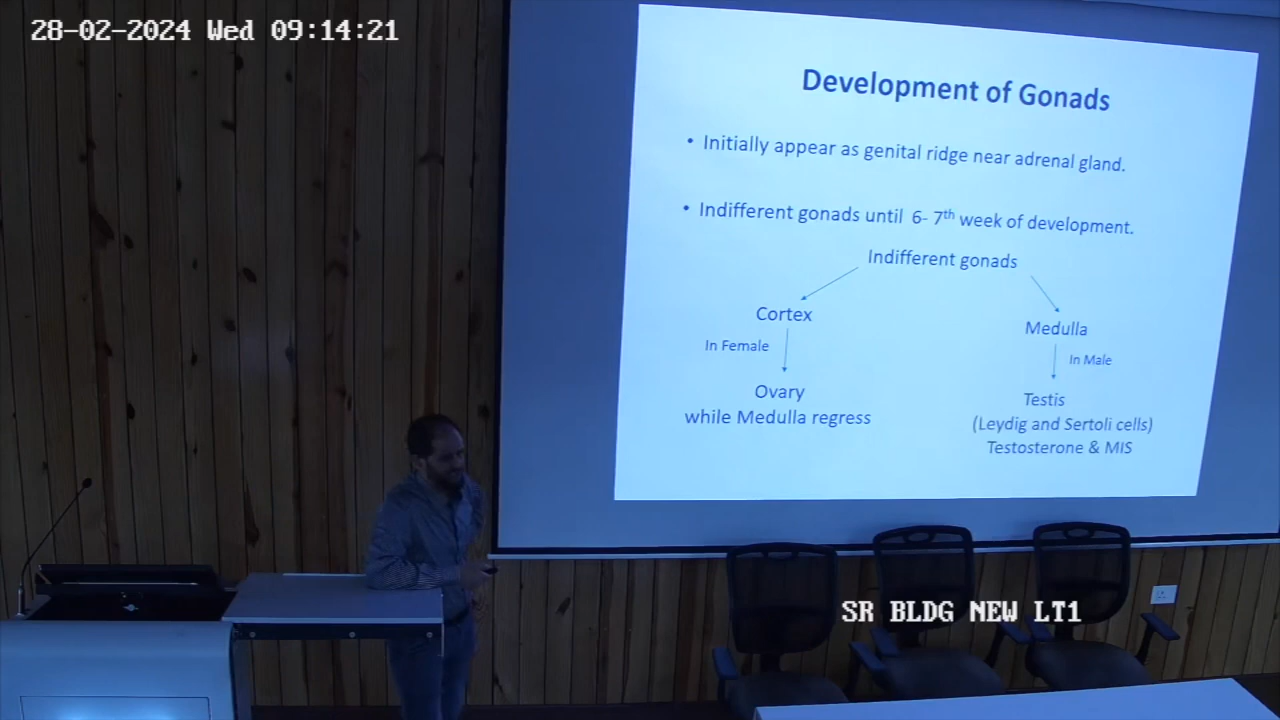 28-02-2024 Wed 09:14:21
Development of Gonads
• Initially appear as genital ridge near adrenal gland.
• Indifferent gonads until 6- 7th week of development.
Indifferent gonads
Cortex
Medulla
In Female
In Male
Ovary
while Medulla regress
Testis
(Leydig and Sertoli cells)
Testosterone & MIS
SR BLDG NEW LT1